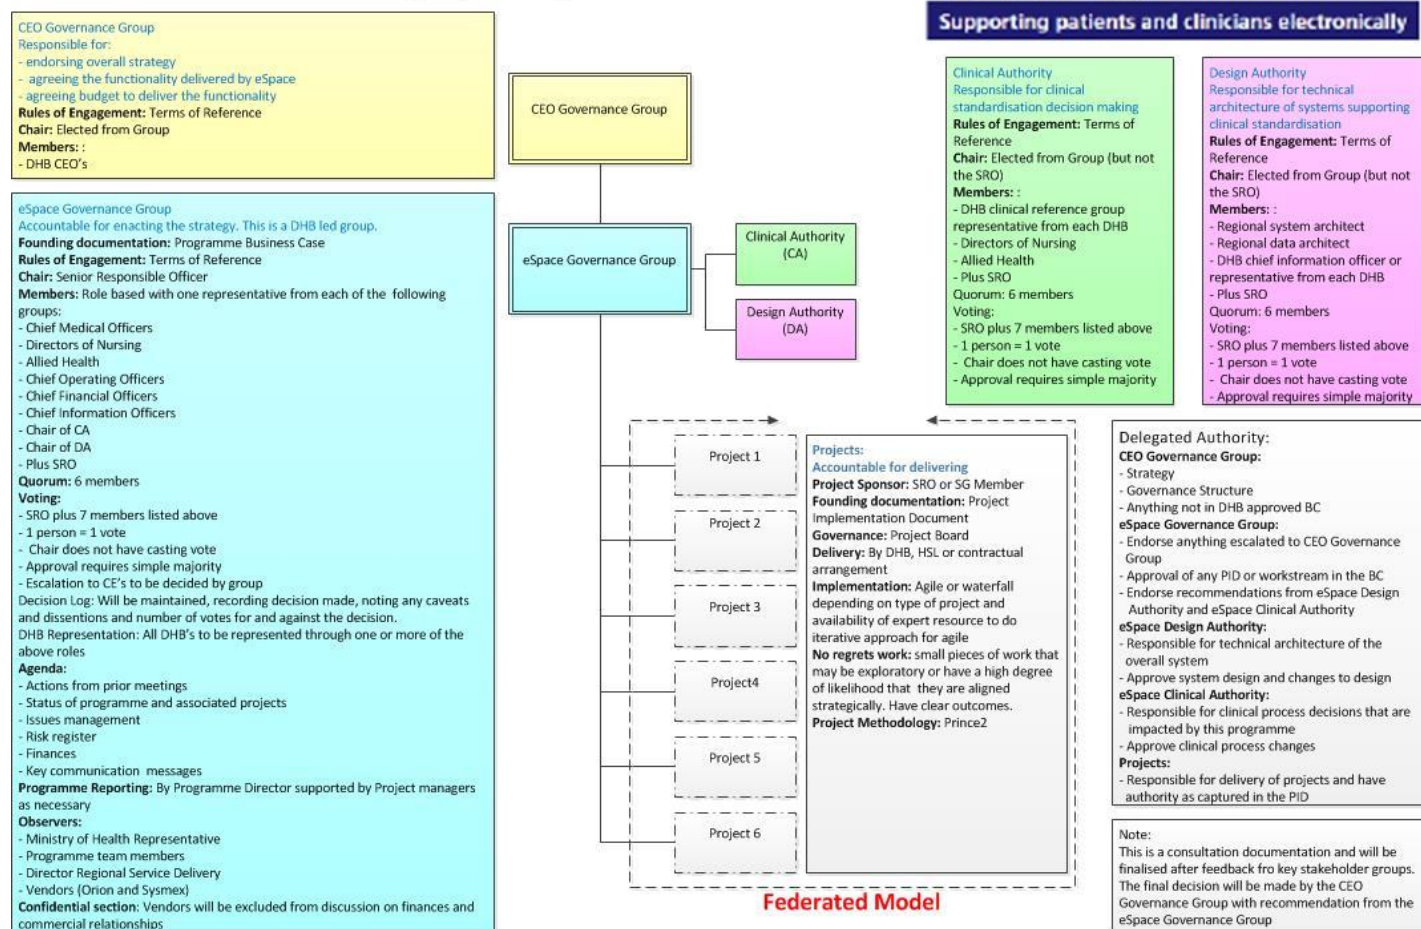 Supporting patients and clinicians electronically
CEO Governance Group
Responsible for:
- endorsing overall strategy
- agreeing the functionality delivered by eSpace
- agreeing budget to deliver the functionality
Rules of Engagement: Terms of Reference
Chair: Elected from Group
Members: :
- DHB CEO's
eSpace Governance Group
Accountable for enacting the strategy. This is a DHB led group.
Founding documentation: Programme Business Case
Rules of Engagement: Terms of Reference
Chair: Senior Responsible Officer
Members: Role based with one representative from each of the following
groups:
- Chief Medical Officers
- Directors of Nursing
- Allied Health
- Chief Operating Officers
- Chief Financial Officers
- Chief Information Officers
- Chair of CA
- Chair of DA
- Plus SRO
Quorum: 6 members
Voting:
- SRO plus 7 members listed above
- 1 person = 1 vote
- Chair does not have casting vote
- Approval requires simple majority
- Escalation to CE's to be decided by group
Decision Log: Will be maintained, recording decision made, noting any caveats
and dissentions and number of votes for and against the decision.
DHB Representation: All DHB's to be represented through one or more of the
above roles
Agenda:
- Actions from prior meetings
- Status of programme and associated projects
- Issues management
- Risk register
- Finances
- Key communication messages
Programme Reporting: By Programme Director supported by Project managers
as necessary
Observers:
- Ministry of Health Representative
- Programme team members
- Director Regional Service Delivery
- Vendors (Orion and Sysmex)
Confidential section: Vendors will be excluded from discussion on finances and
commercial relationships
CEO Governance Group
eSpace Governance Group
Clinical Authority
(CA)
Design Authority
(DA)
Clinical Authority
Responsible for clinical
standardisation decision making
Rules of Engagement: Terms of
Reference
Chair: Elected from Group (but not
the SRO)
Members: :
- DHB clinical reference group
representative from each DHB
- Directors of Nursing
- Allied Health
- Plus SRO
Quorum: 6 members
Voting:
- SRO plus 7 members listed above
- 1 person = 1 vote
- Chair does not have casting vote
- Approval requires simple majority
Design Authority
Responsible for technical
architecture of systems supporting
clinical standardisation
Rules of Engagement: Terms of
Reference
Chair: Elected from Group (but not
the SRO)
Members: :
- Regional system architect
- Regional data architect
- DHB chief information officer or
representative from each DHB
- Plus SRO
Quorum: 6 members
Voting:
- SRO plus 7 members listed above
- 1 person = 1 vote
- Chair does not have casting vote
- Approval requires simple majority
Project 1
Project 2
Project 3
Project4
Project 5
Project 6
Projects:
Accountable for delivering
Project Sponsor: SRO or SG Member
Founding documentation: Project
Implementation Document
Governance: Project Board
Delivery: By DHB, HSL or contractual
arrangement
Implementation: Agile or waterfall
depending on type of project and
availability of expert resource to do
iterative approach for agile
No regrets work: small pieces of work that
may be exploratory or have a high degree
of likelihood that they are aligned
strategically. Have clear outcomes.
Project Methodology: Prince2
Federated Model
Delegated Authority:
CEO Governance Group:
- Strategy
- Governance Structure
- Anything not in DHB approved BC
eSpace Governance Group:
- Endorse anything escalated to CEO Governance
Group
- Approval of any PID or workstream in the BC
- Endorse recommendations from eSpace Design
Authority and eSpace Clinical Authority
eSpace Design Authority:
- Responsible for technical architecture of the
overall system
- Approve system design and changes to design
eSpace Clinical Authority:
- Responsible for clinical process decisions that are
impacted by this programme
- Approve clinical process changes
Projects:
- Responsible for delivery of projects and have
authority as captured in the PID
Note:
This is a consultation documentation and will be
finalised after feedback fro key stakeholder groups.
The final decision will be made by the CEO
Governance Group with recommendation from the
eSpace Governance Group